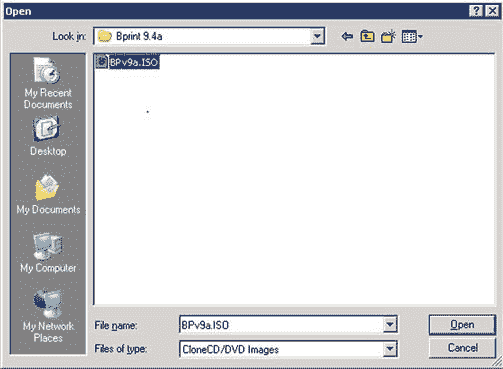 Open
Look in: Bprint 9.4a
BPv9a.ISO
My Recent
Documents
Desktop
My Documents
My Computer
My Network
Places
File name: BPv9a.ISO Open
Files of type: CloneCD/DVD Images Cancel